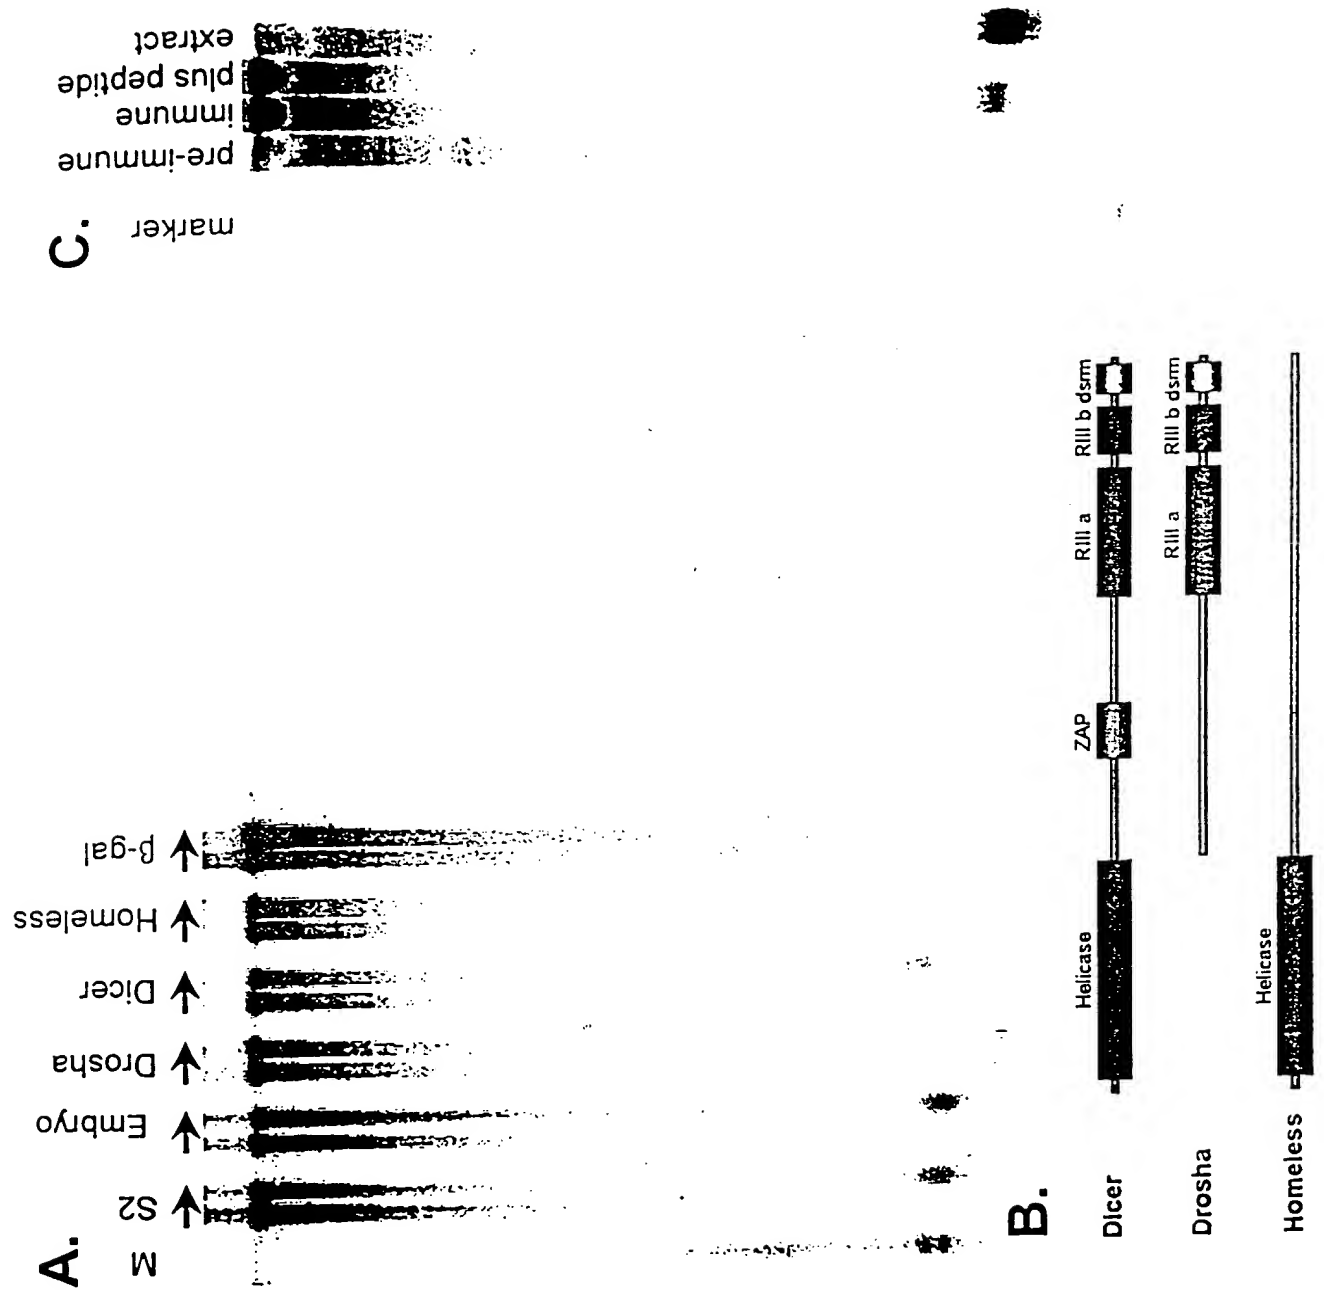 A.
M
S2
Embryo
Drosha
Dicer
Homeless
β-gal
B.
Dicer
Helicase
ZAP
RIII a
RIII b
dsrm
Drosha
RIII a
RIII b
dsrm
Homeless
Helicase
C.
marker
pre-immune
immune
plus peptide
extract